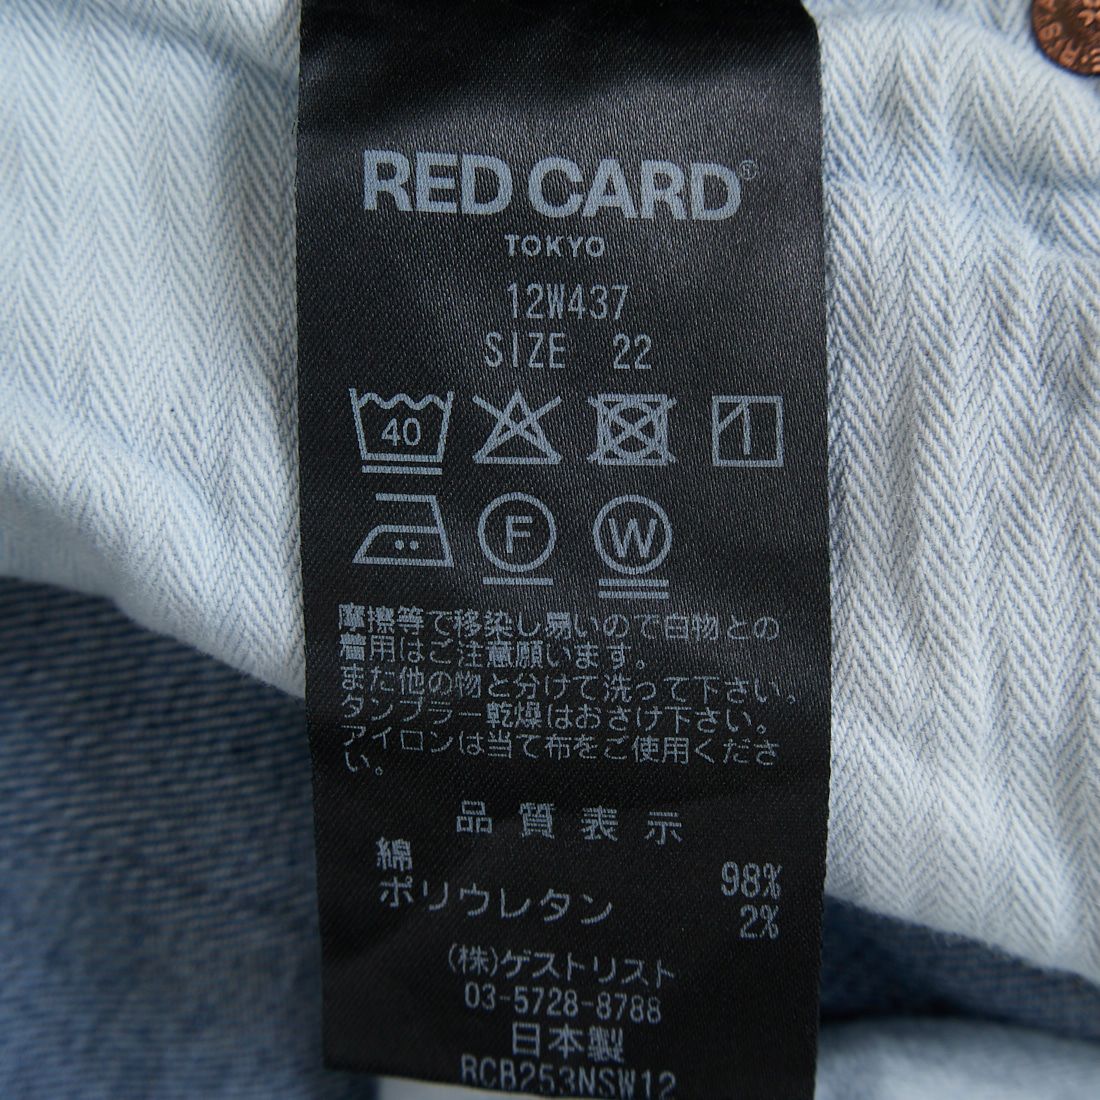 RED CARD®
TOKYO
12W437
SIZE 22
40
F W
摩擦等で移染し易いので白物との
着用はご注意願います。
また他の物と分けて洗って下さい。
タンブラー乾燥はおさけ下さい。
アイロンは当て布をご使用くださ
い。
品質表示
綿 98%
ポリウレタン 2%
(株)ゲストリスト
03-5728-8788
日本製
RCB253NSW12